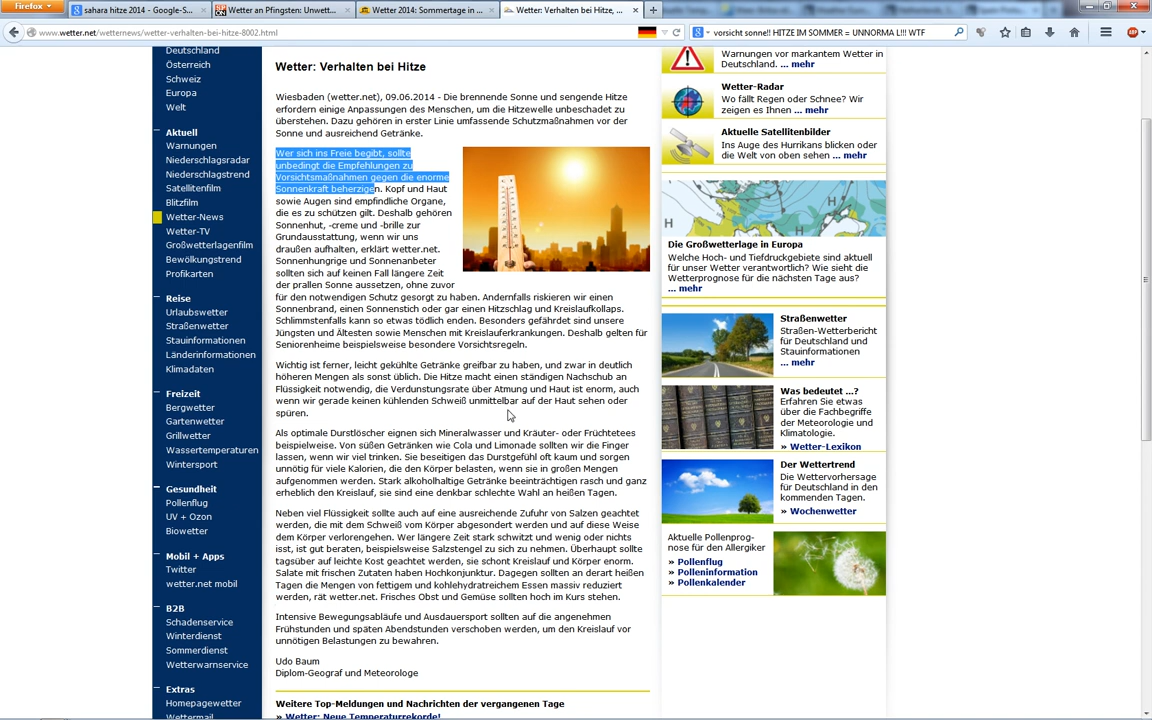 Firefox
sahara hitze 2014 - Google-S...
Wetter an Pfingsten: Unwett...
Wetter 2014: Sommertage in ...
Wetter: Verhalten bei Hitze, ...
www.wetter.net/wetternews/wetter-verhalten-bei-hitze-8002.html
vorsicht sonne!! HITZE IM SOMMER = UNNORMA L!!! WTF
Deutschland
Österreich
Schweiz
Europa
Welt
Aktuell
Warnungen
Niederschlagsradar
Niederschlagstrend
Satellitenfilm
Blitzfilm
Wetter-News
Wetter-TV
Großwetterlagenfilm
Bewölkungstrend
Profikarten
Reise
Urlaubswetter
Straßenwetter
Stauinformationen
Länderinformationen
Klimadaten
Freizeit
Bergwetter
Gartenwetter
Grillwetter
Wassertemperaturen
Wintersport
Gesundheit
Pollenflug
UV + Ozon
Biowetter
Mobil + Apps
Twitter
wetter.net mobil
B2B
Schadenservice
Winterdienst
Sommerdienst
Wetterwarnservice
Extras
Homepagewetter
Wettermail
Wetter: Verhalten bei Hitze
Wiesbaden (wetter.net), 09.06.2014 - Die brennende Sonne und sengende Hitze
erfordern einige Anpassungen des Menschen, um die Hitzewelle unbeschadet zu
überstehen. Dazu gehören in erster Linie umfassende Schutzmaßnahmen vor der
Sonne und ausreichend Getränke.
Wer sich ins Freie begibt, sollte
unbedingt die Empfehlungen zu
Vorsichtsmaßnahmen gegen die enorme
Sonnenkraft beherzigen. Kopf und Haut
sowie Augen sind empfindliche Organe,
die es zu schützen gilt. Deshalb gehören
Sonnenhut, -creme und -brille zur
Grundausstattung, wenn wir uns
draußen aufhalten, erklärt wetter.net.
Sonnenhungrige und Sonnenanbeter
sollten sich auf keinen Fall längere Zeit
der prallen Sonne aussetzen, ohne zuvor
für den notwendigen Schutz gesorgt zu haben. Andernfalls riskieren wir einen
Sonnenbrand, einen Sonnenstich oder gar einen Hitzschlag und Kreislaufkollaps.
Schlimmstenfalls kann so etwas tödlich enden. Besonders gefährdet sind unsere
Jüngsten und Ältesten sowie Menschen mit Kreislauferkrankungen. Deshalb gelten für
Seniorenheime beispielsweise besondere Vorsichtsregeln.
Wichtig ist ferner, leicht gekühlte Getränke greifbar zu haben, und zwar in deutlich
höheren Mengen als sonst üblich. Die Hitze macht einen ständigen Nachschub an
Flüssigkeit notwendig, die Verdunstungsrate über Atmung und Haut ist enorm, auch
wenn wir gerade keinen kühlenden Schweiß unmittelbar auf der Haut sehen oder
spüren.
Als optimale Durstlöscher eignen sich Mineralwasser und Kräuter- oder Früchtetees
beispielweise. Von süßen Getränken wie Cola und Limonade sollten wir die Finger
lassen, wenn wir viel trinken. Sie beseitigen das Durstgefühl oft kaum und sorgen
unnötig für viele Kalorien, die den Körper belasten, wenn sie in großen Mengen
aufgenommen werden. Stark alkoholhaltige Getränke beeinträchtigen rasch und ganz
erheblich den Kreislauf, sie sind eine denkbar schlechte Wahl an heißen Tagen.
Neben viel Flüssigkeit sollte auch auf eine ausreichende Zufuhr von Salzen geachtet
werden, die mit dem Schweiß vom Körper abgesondert werden und auf diese Weise
dem Körper verlorengehen. Wer längere Zeit stark schwitzt und wenig oder nichts
isst, ist gut beraten, beispielsweise Salzstengel zu sich zu nehmen. Überhaupt sollte
tagsüber auf leichte Kost geachtet werden, sie schont Kreislauf und Körper enorm.
Salate mit frischen Zutaten haben Hochkonjunktur. Dagegen sollten an derart heißen
Tagen die Mengen von fettigem und kohlehydratreichem Essen massiv reduziert
werden, rät wetter.net. Frisches Obst und Gemüse sollten hoch im Kurs stehen.
Intensive Bewegungsabläufe und Ausdauersport sollten auf die angenehmen
Frühstunden und späten Abendstunden verschoben werden, um den Kreislauf vor
unnötigen Belastungen zu bewahren.
Udo Baum
Diplom-Geograf und Meteorologe
Weitere Top-Meldungen und Nachrichten der vergangenen Tage
» Wetter: Neue Temperaturrekorde!
Warnungen vor markantem Wetter in
Deutschland. ... mehr
Wetter-Radar
Wo fällt Regen oder Schnee? Wir
zeigen es Ihnen ... mehr
Aktuelle Satellitenbilder
Ins Auge des Hurrikans blicken oder
die Welt von oben sehen ... mehr
H
H
Die Großwetterlage in Europa
Welche Hoch- und Tiefdruckgebiete sind aktuell
für unser Wetter verantwortlich? Wie sieht die
Wetterprognose für die nächsten Tage aus?
... mehr
Straßenwetter
Straßen-Wetterbericht
für Deutschland und
Stauinformationen
... mehr
Was bedeutet ...?
Erfahren Sie etwas
über die Fachbegriffe
der Meteorologie und
Klimatologie.
» Wetter-Lexikon
Der Wettertrend
Die Wettervorhersage
für Deutschland in den
kommenden Tagen.
» Wochenwetter
Aktuelle Pollenprog-
nose für den Allergiker
» Pollenflug
» Polleninformation
» Pollenkalender